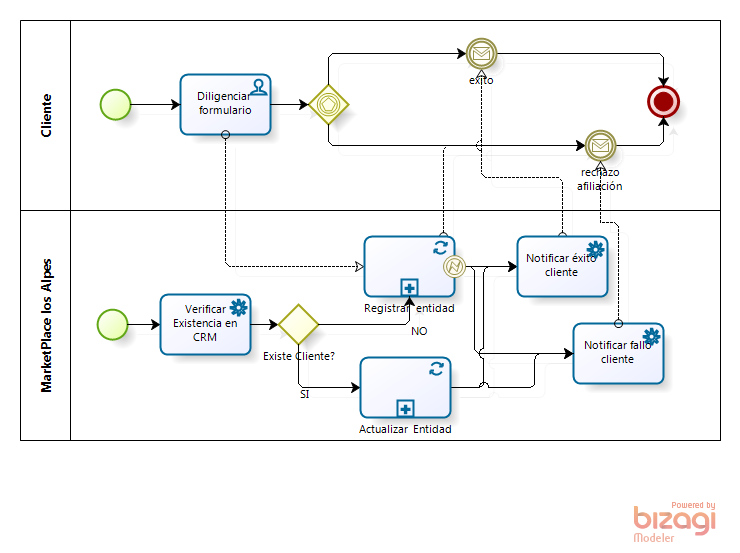 Cliente
Diligenciar
formulario
exito
rechazo
afiliación
MarketPlace los Alpes
Verificar
Existencia en
CRM
Existe Cliente?
NO
SI
Registrar entidad
Actualizar Entidad
Notificar éxito
cliente
Notificar fallo
cliente
Powered by
bizagi
Modeler